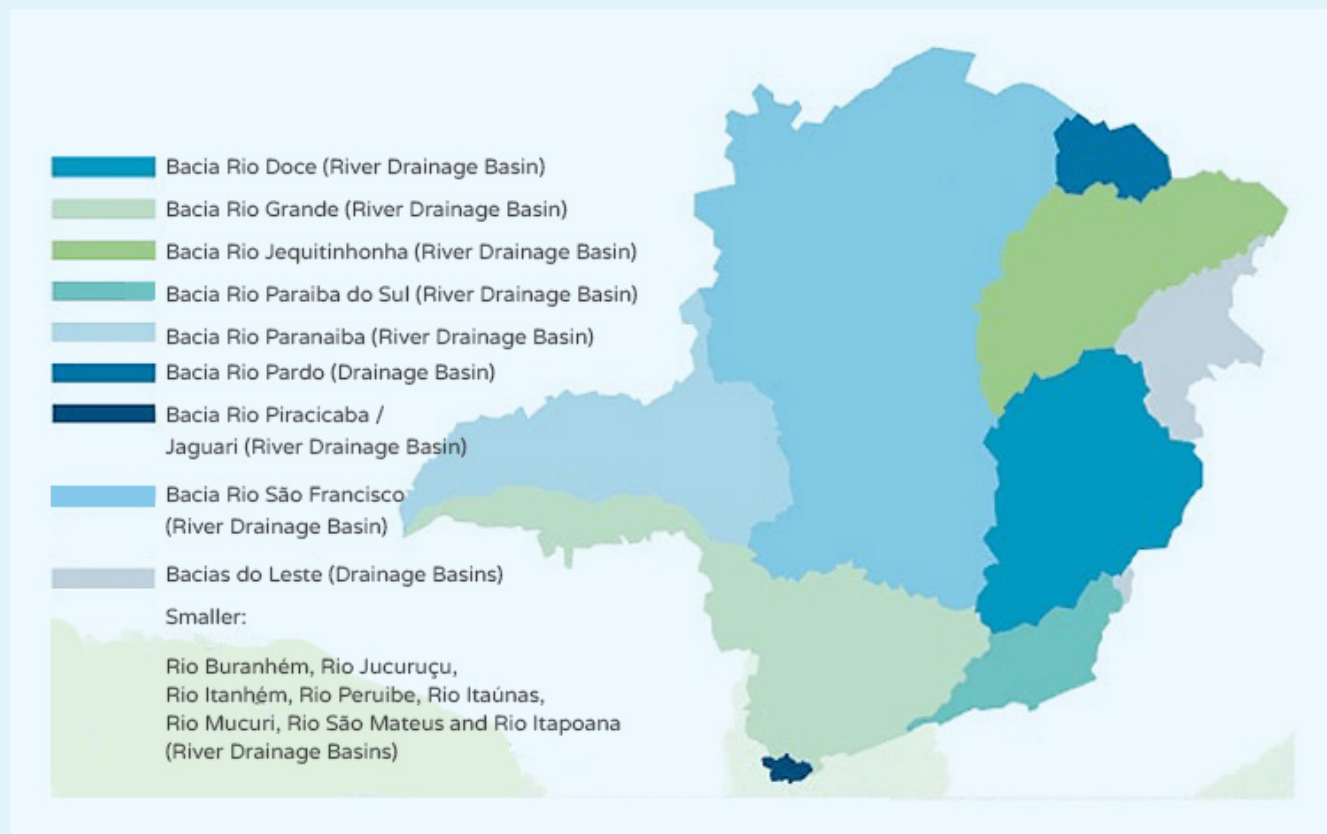 Bacia Rio Doce (River Drainage Basin)
Bacia Rio Grande (River Drainage Basin)
Bacia Rio Jequitinhonha (River Drainage Basin)
Bacia Rio Paraiba do Sul (River Drainage Basin)
Bacia Rio Paranaiba (River Drainage Basin)
Bacia Rio Pardo (Drainage Basin)
Bacia Rio Piracicaba /
Jaguari (River Drainage Basin)
Bacia Rio São Francisco
(River Drainage Basin)
Bacias do Leste (Drainage Basins)
Smaller:
Rio Buranhém, Rio Jucuruçu,
Rio Itanhém, Rio Peruibe, Rio Itaúnas,
Rio Mucuri, Rio São Mateus and Rio Itapoana
(River Drainage Basins)